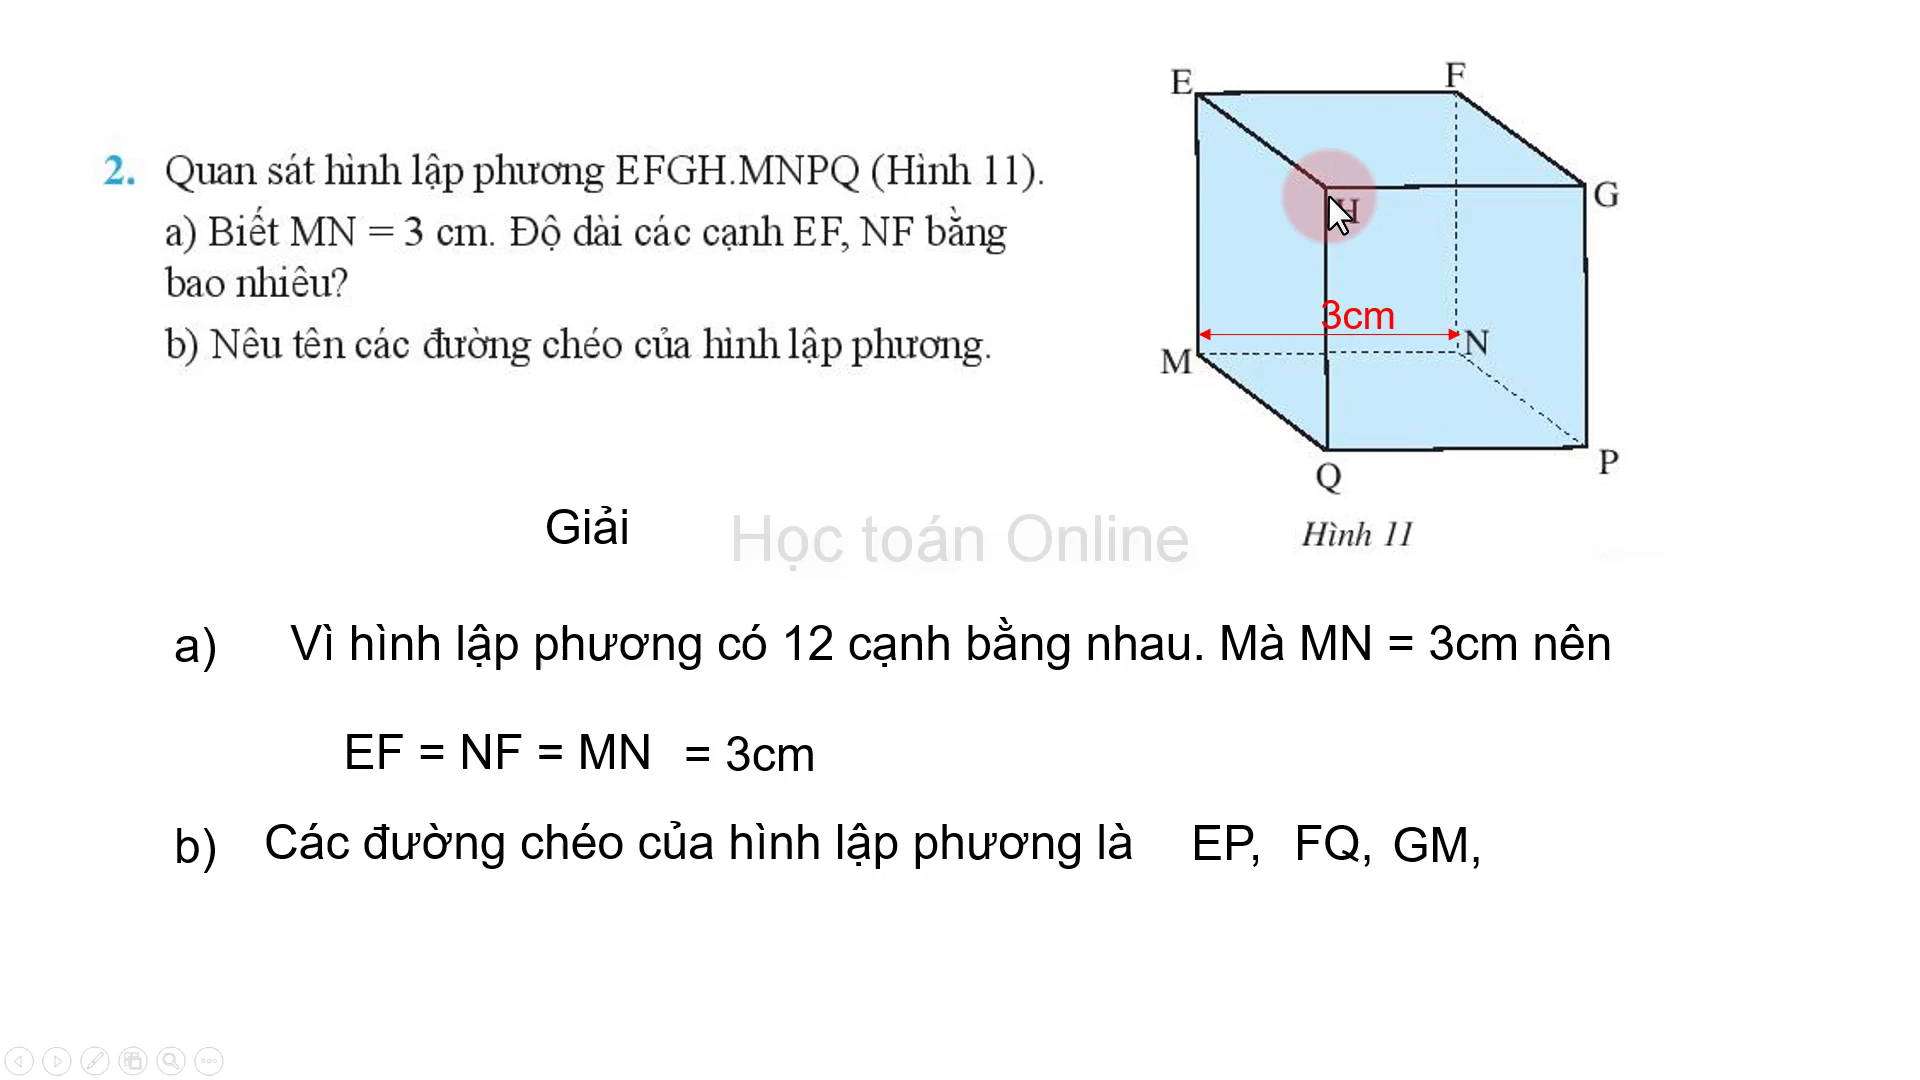 2. Quan sát hình lập phương EFGH.MNPQ (Hình 11).
a) Biết MN = 3 cm. Độ dài các cạnh EF, NF bằng
bao nhiêu?
b) Nêu tên các đường chéo của hình lập phương.
E
F
H
G
3cm
M
N
Q
P
Hình 11
Giải
Học toán Online
a) Vì hình lập phương có 12 cạnh bằng nhau. Mà MN = 3cm nên
EF = NF = MN = 3cm
b) Các đường chéo của hình lập phương là EP, FQ, GM,